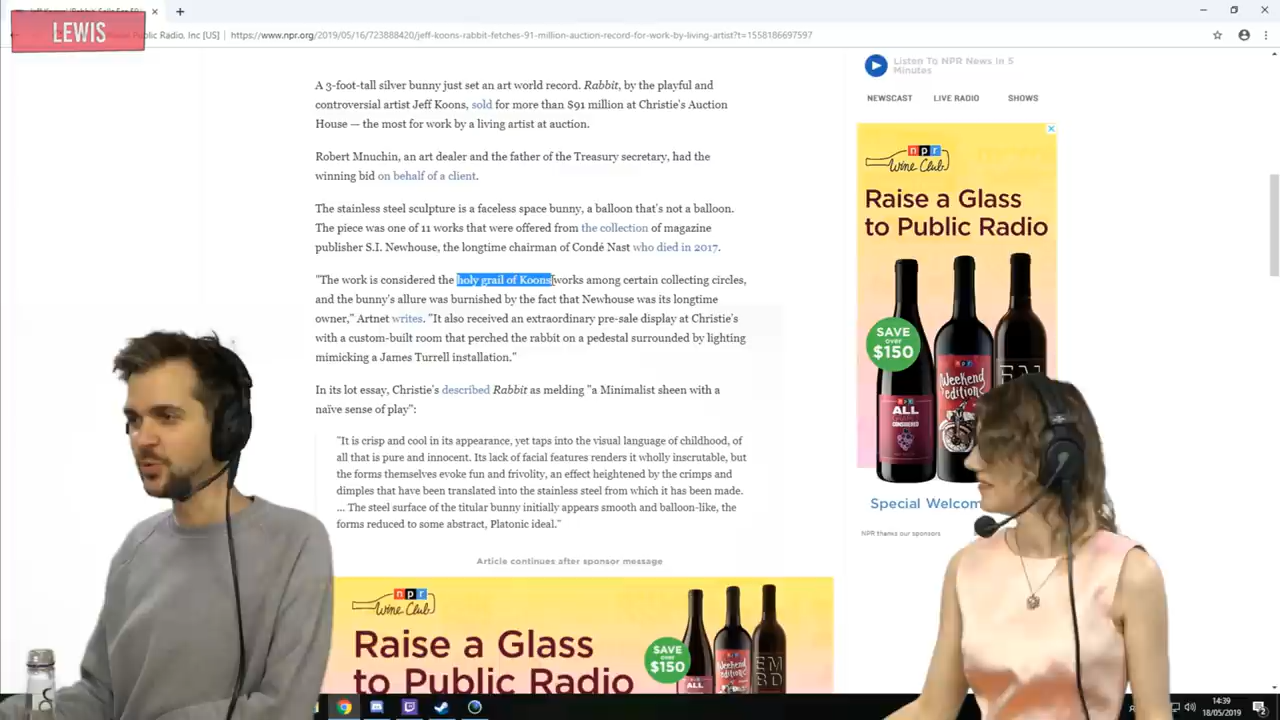 LEWIS
Public Radio, Inc [US]
https://www.npr.org/2019/05/16/723888420/jeff-koons-rabbit-fetches-91-million-auction-record-for-work-by-living-artist?t=1558186697597
A 3-foot-tall silver bunny just set an art world record. Rabbit, by the playful and
controversial artist Jeff Koons, sold for more than $91 million at Christie's Auction
House — the most for work by a living artist at auction.
Robert Mnuchin, an art dealer and the father of the Treasury secretary, had the
winning bid on behalf of a client.
The stainless steel sculpture is a faceless space bunny, a balloon that's not a balloon.
The piece was one of 11 works that were offered from the collection of magazine
publisher S.I. Newhouse, the longtime chairman of Condé Nast who died in 2017.
"The work is considered the holy grail of Koons works among certain collecting circles,
and the bunny's allure was burnished by the fact that Newhouse was its longtime
owner," Artnet writes. "It also received an extraordinary pre-sale display at Christie's
with a custom-built room that perched the rabbit on a pedestal surrounded by lighting
mimicking a James Turrell installation."
In its lot essay, Christie's described Rabbit as melding "a Minimalist sheen with a
naïve sense of play":
"It is crisp and cool in its appearance, yet taps into the visual language of childhood, of
all that is pure and innocent. Its lack of facial features renders it wholly inscrutable, but
the forms themselves evoke fun and frivolity, an effect heightened by the crimps and
dimples that have been translated into the stainless steel from which it has been made.
... The steel surface of the titular bunny initially appears smooth and balloon-like, the
forms reduced to some abstract, Platonic ideal."
Article continues after sponsor message
npr
Wine Club
Raise a Glass
to Public Radio
SAVE
over
$150
Listen To NPR News In 5
Minutes
NEWSCAST LIVE RADIO SHOWS
npr
Wine Club
Raise a Glass
to Public Radio
SAVE
over
$150
ALL
CONSIDERED
Weekend
edition
Special Welcom
NPR thanks our sponsors
14:39
18/05/2019